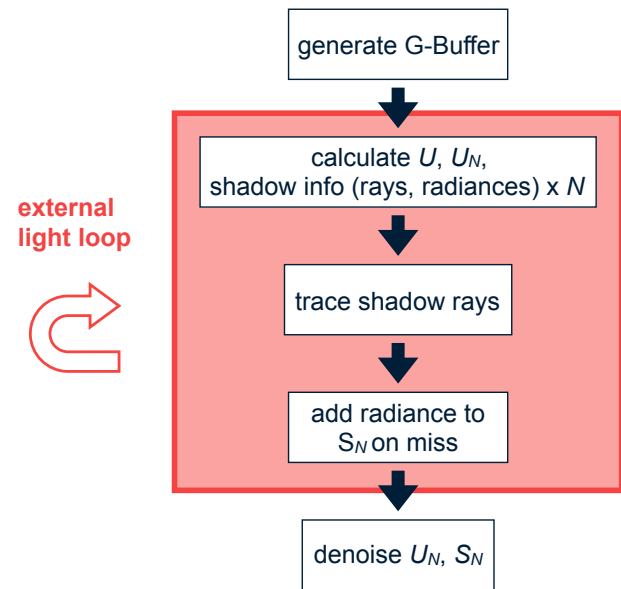 generate G-Buffer
calculate U, UN,
shadow info (rays, radiances) x N
external
light loop
trace shadow rays
add radiance to
SN on miss
denoise UN, SN